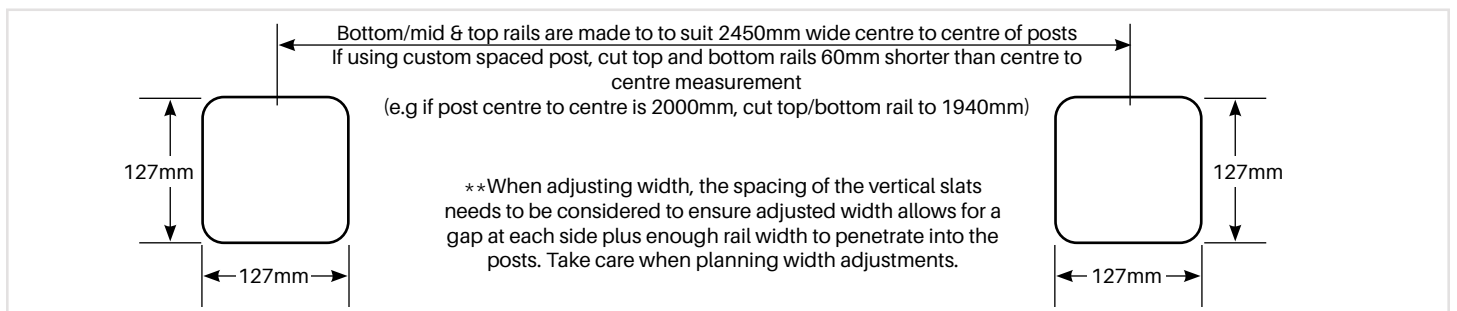 Bottom/mid & top rails are made to to suit 2450mm wide centre to centre of posts
If using custom spaced post, cut top and bottom rails 60mm shorter than centre to
centre measurement
(e.g if post centre to centre is 2000mm, cut top/bottom rail to 1940mm)
127mm
127mm
**When adjusting width, the spacing of the vertical slats
needs to be considered to ensure adjusted width allows for a
gap at each side plus enough rail width to penetrate into the
posts. Take care when planning width adjustments.
127mm
127mm